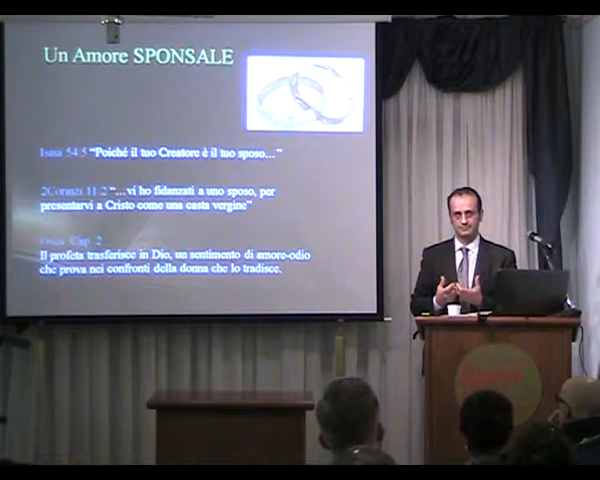 Un Amore SPONSALE
Isaia 54:5 “Poiché il tuo Creatore è il tuo sposo…”
2Corinzi 11:2 “…vi ho fidanzati a uno sposo, per
presentarvi a Cristo come una casta vergine”
Osea Cap. 2
Il profeta trasferisce in Dio, un sentimento di amore-odio
che prova nei confronti della donna che lo tradisce.